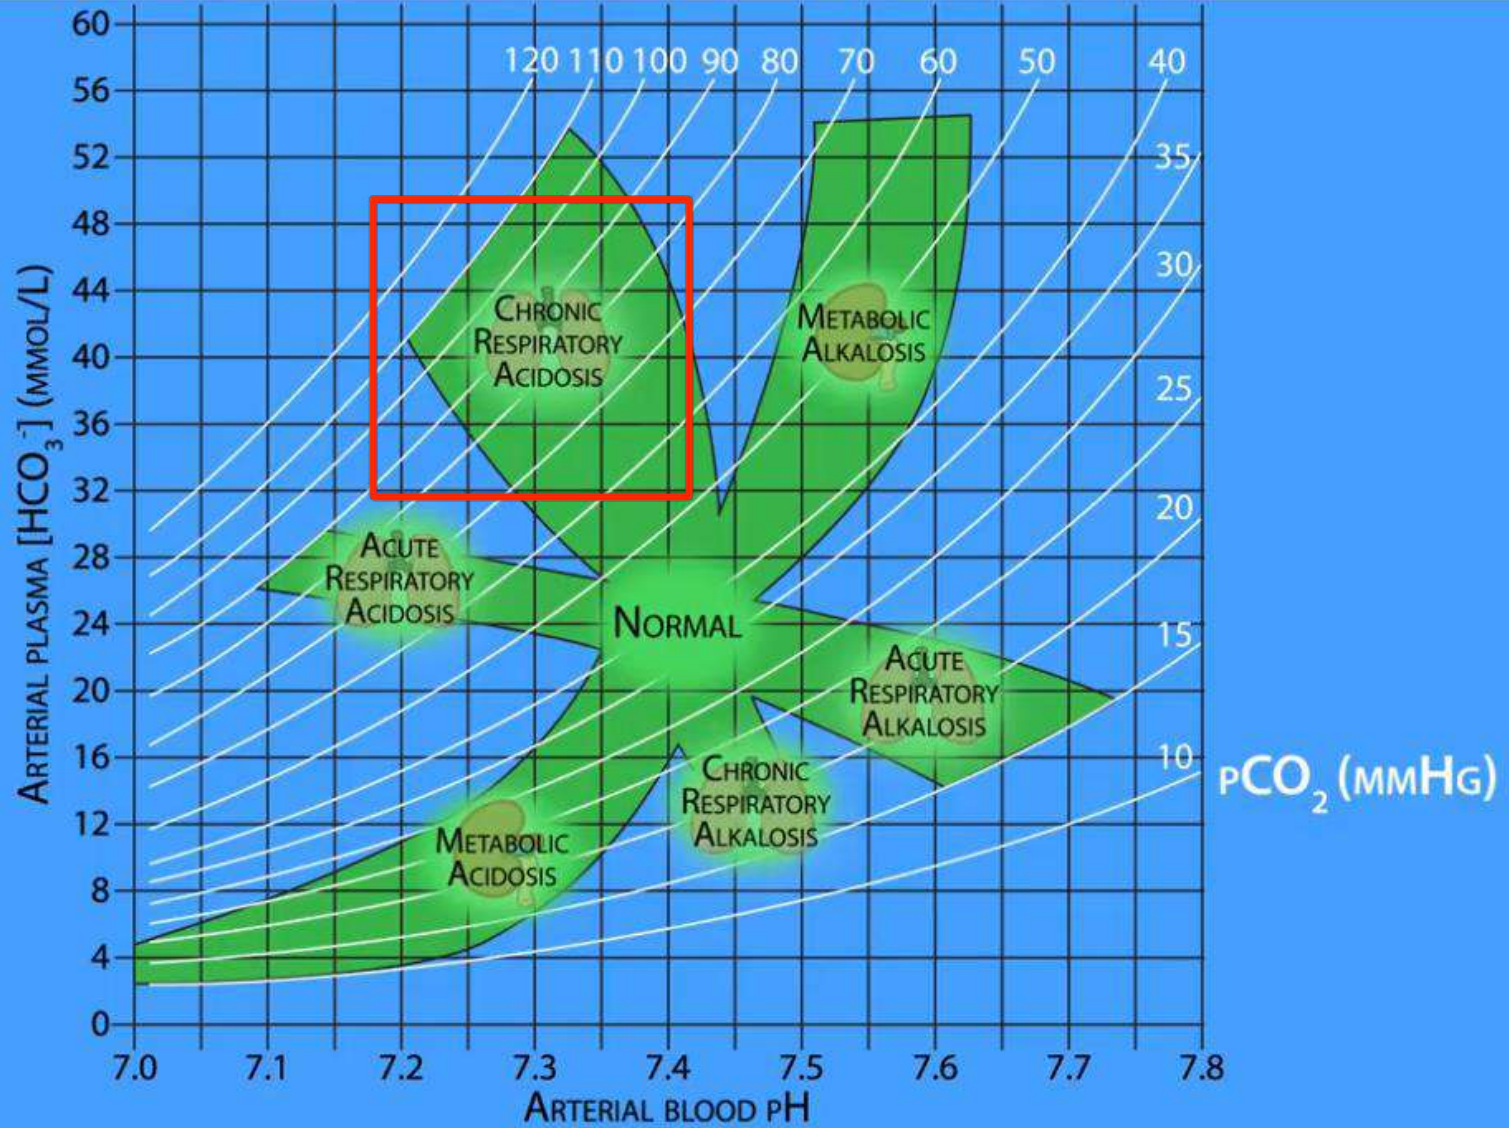 60
120 110 100 90 80 70 60 50 40
56
52
35
48
44
30
CHRONIC
RESPIRATORY
ACIDOSIS
METABOLIC
ALKALOSIS
40
25
36
32
20
28
ACUTE
RESPIRATORY
ACIDOSIS
24
NORMAL
15
20
ACUTE
RESPIRATORY
ALKALOSIS
16
10
CHRONIC
RESPIRATORY
ALKALOSIS
PCO2 (MMHG)
12
METABOLIC
ACIDOSIS
8
4
0
7.0 7.1 7.2 7.3 7.4 7.5 7.6 7.7 7.8
ARTERIAL BLOOD PH
ARTERIAL PLASMA [HCO3-] (MMOL/L)